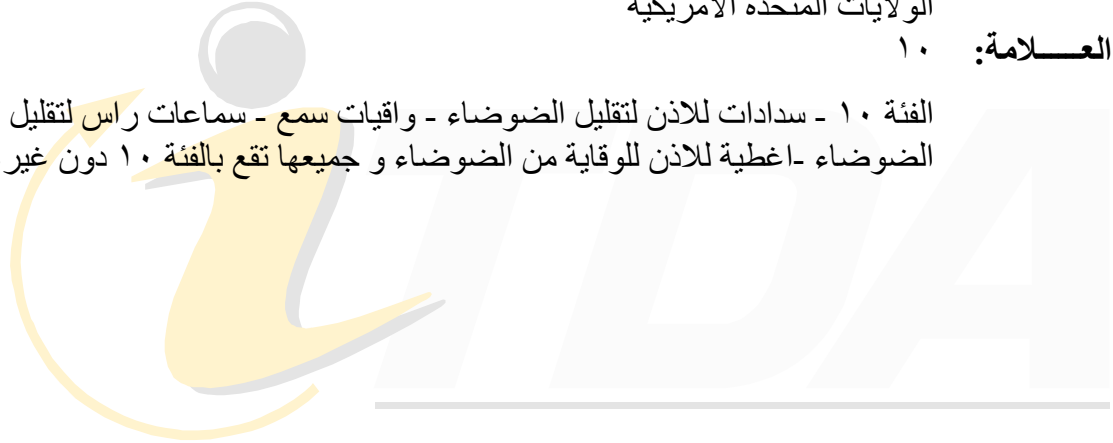 الولايات المتحدة الأمريكية
العـــــلامة: ١٠
الفئة ١٠ - سدادات للاذن لتقليل الضوضاء - واقيات سمع - سماعات راس لتقليل
الضوضاء -اغطية للاذن للوقاية من الضوضاء و جميعها تقع بالفئة ١٠ دون غير
iTDA